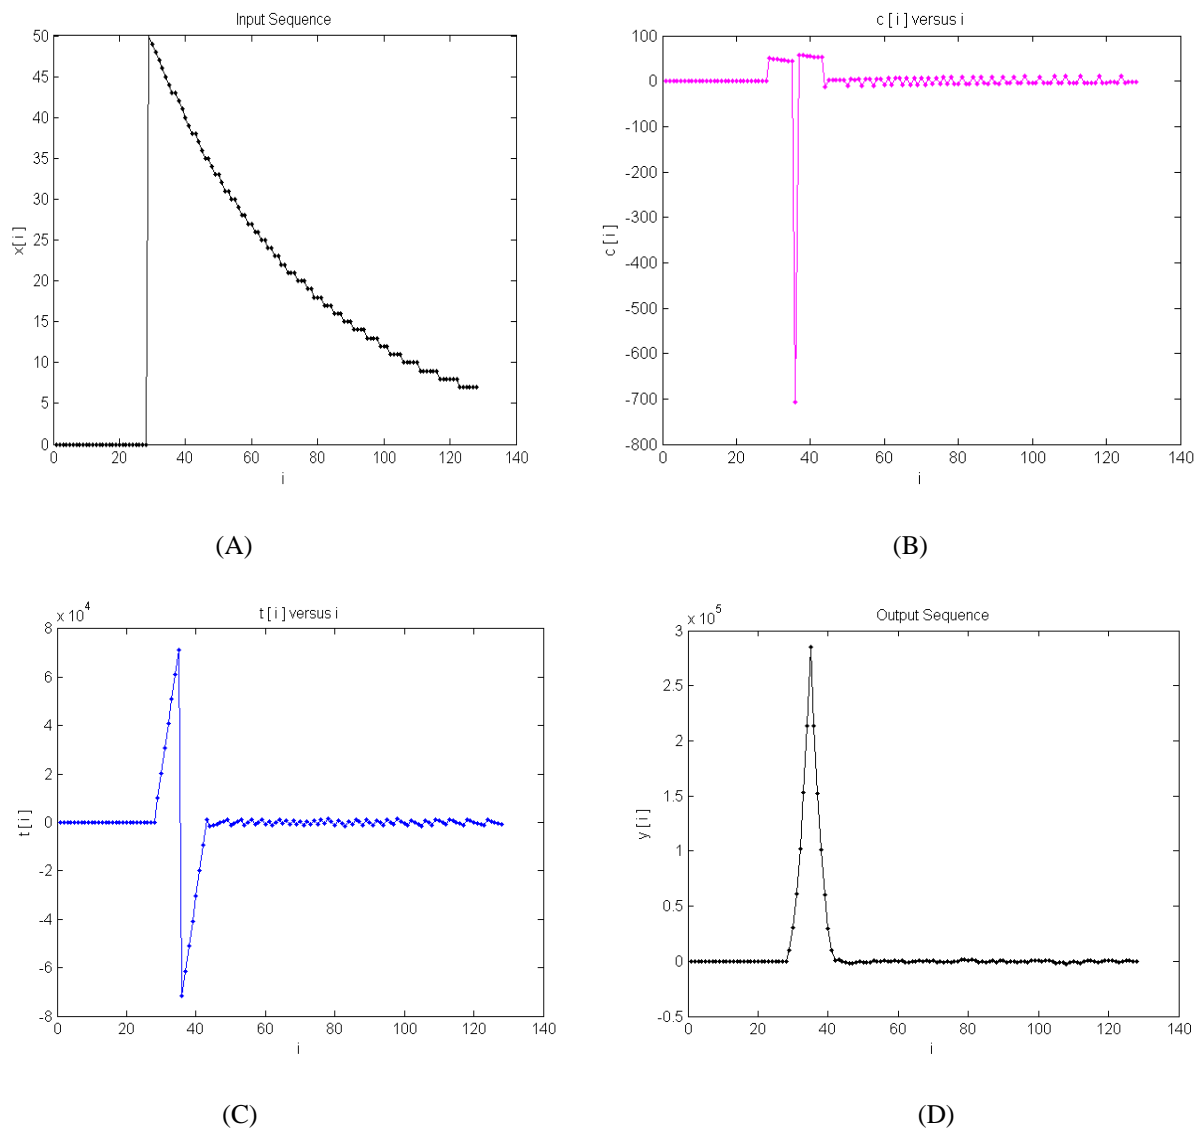 Input Sequence
50
45
40
35
30
25
20
15
10
5
0
x[ i ]
0 20 40 60 80 100 120 140
i
(A)
c [ i ] versus i
100
0
-100
-200
-300
-400
-500
-600
-700
-800
c [ i ]
0 20 40 60 80 100 120 140
i
(B)
t [ i ] versus i
x 10^4
8
6
4
2
0
-2
-4
-6
-8
t [ i ]
0 20 40 60 80 100 120 140
i
(C)
Output Sequence
x 10^5
3
2.5
2
1.5
1
0.5
0
-0.5
y [ i ]
0 20 40 60 80 100 120 140
i
(D)